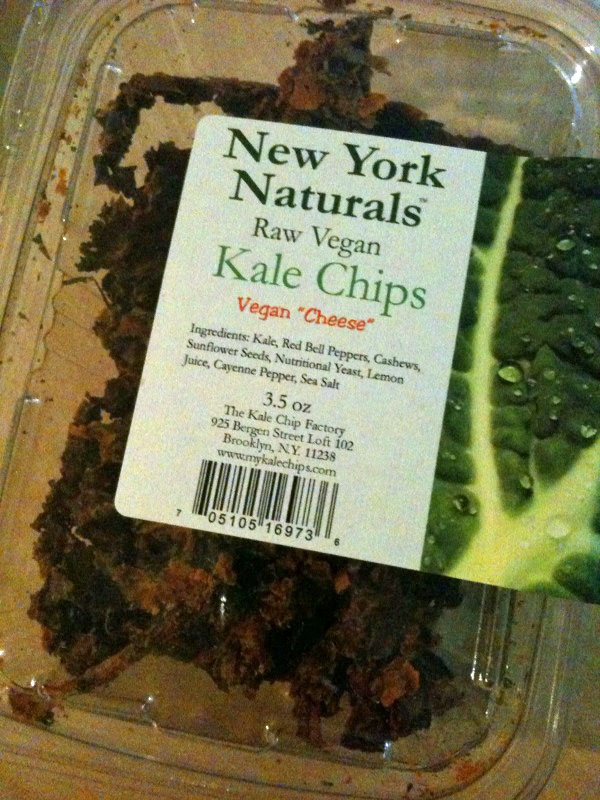 New York
Naturals™
Raw Vegan
Kale Chips
Vegan "Cheese"
Ingredients: Kale, Red Bell Peppers, Cashews,
Sunflower Seeds, Nutritional Yeast, Lemon
Juice, Cayenne Pepper, Sea Salt
3.5 oz
The Kale Chip Factory
925 Bergen Street Loft 102
Brooklyn, N.Y. 11238
www.mykalechips.com
7 05105 16973 6